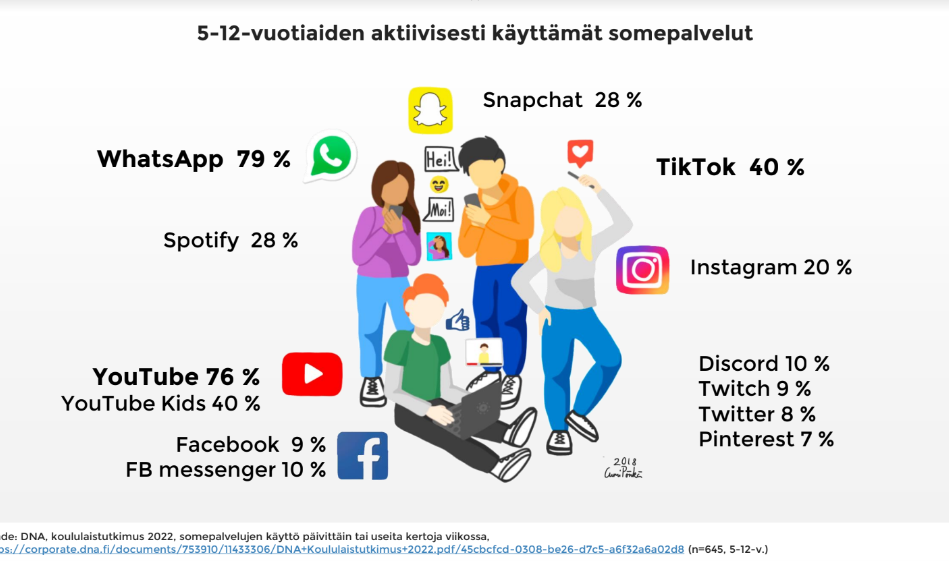 5-12-vuotiaiden aktiivisesti käyttämät somepalvelut
Snapchat 28 %
WhatsApp 79 %
Hei!
TikTok 40 %
Moi!
Spotify 28 %
Instagram 20 %
YouTube 76 %
YouTube Kids 40 %
Discord 10 %
Twitch 9 %
Twitter 8 %
Pinterest 7 %
Facebook 9 %
FB messenger 10 %
2018
de: DNA, koululaistutkimus 2022, somepalvelujen käyttö päivittäin tai useita kertoja viikossa,
ps://corporate.dna.fi/documents/753910/11433306/DNA+Koululaistutkimus+2022.pdf/45cbcfcd-0308-be26-d7c5-a6f32a6a02d8 (n=645, 5-12-v.)